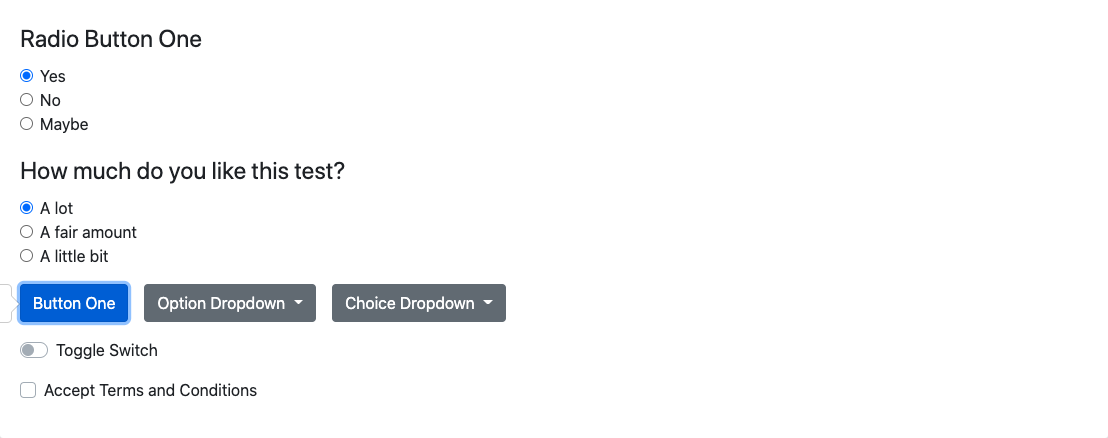 Radio Button One
Yes
No
Maybe
How much do you like this test?
A lot
A fair amount
A little bit
Button One Option Dropdown Choice Dropdown
Toggle Switch
Accept Terms and Conditions